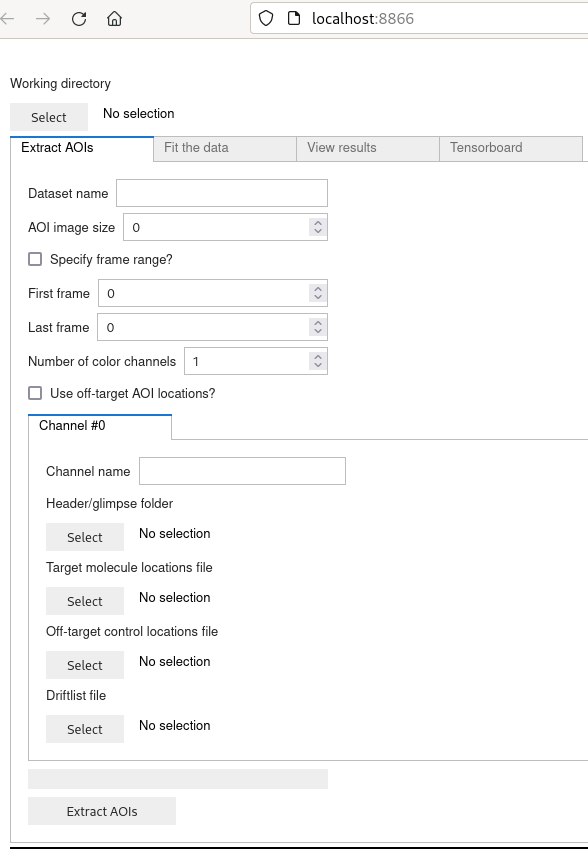 localhost:8866
Working directory
Select No selection
Extract AOIs Fit the data View results Tensorboard
Dataset name
AOI image size 0
Specify frame range?
First frame 0
Last frame 0
Number of color channels 1
Use off-target AOI locations?
Channel #0
Channel name
Header/glimpse folder
Select No selection
Target molecule locations file
Select No selection
Off-target control locations file
Select No selection
Driftlist file
Select No selection
Extract AOIs